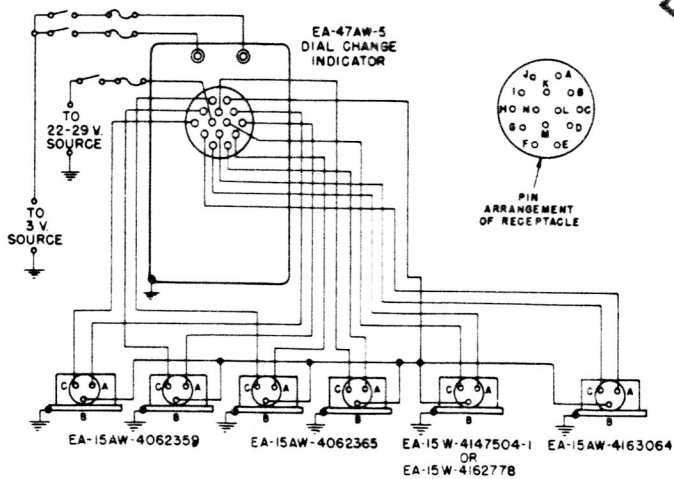 EA-47AW-5
DIAL CHANGE
INDICATOR
TO
22-29 V.
SOURCE
TO
3 V.
SOURCE
J A
K
I B
H N L C
G M D
F E
PIN
ARRANGEMENT
OF RECEPTACLE
C A
B
C A
B
C A
B
C A
B
C A
B
C A
B
EA-15AW-4062359
EA-15AW-4062365
EA-15W-4147504-1
OR
EA-15W-4162778
EA-15AW-4163064